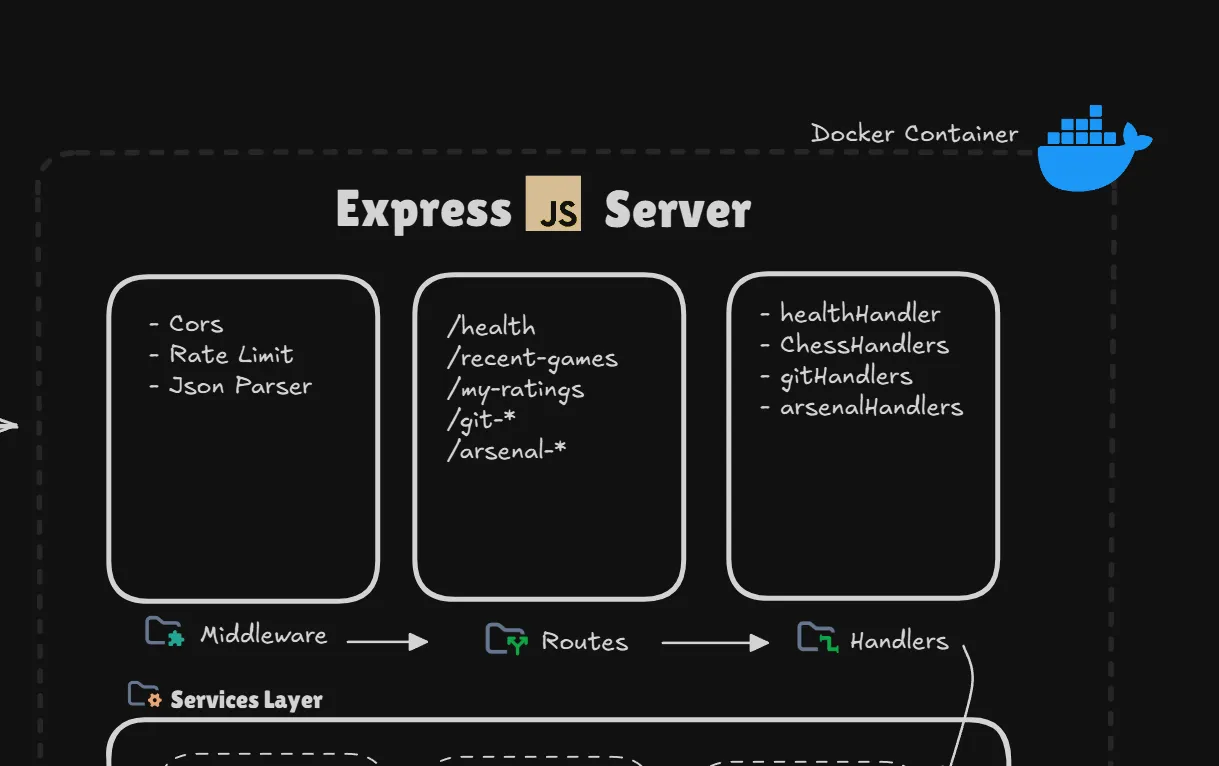 Docker Container
Express JS Server
- Cors
- Rate Limit
- Json Parser
/health
/recent-games
/my-ratings
/git-*
/arsenal-*
- healthHandler
- ChessHandlers
- gitHandlers
- arsenalHandlers
Middleware
Routes
Handlers
Services Layer